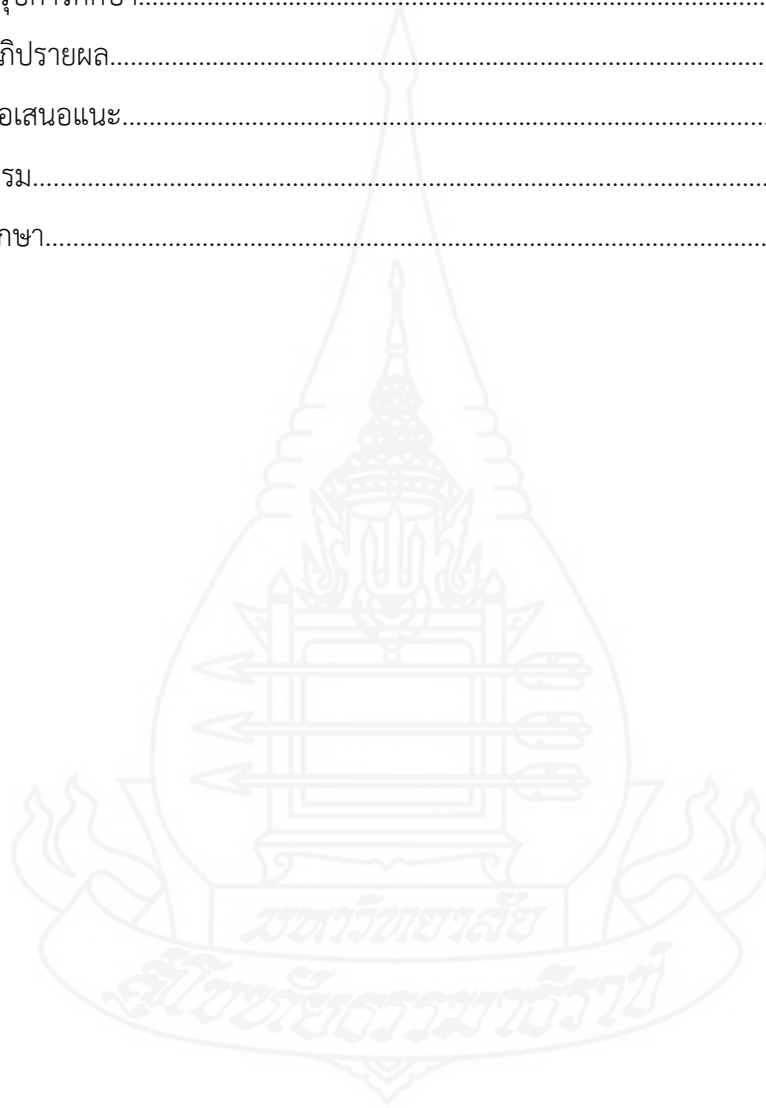 ภิปรายผล
อเสนอแนะ
รม
กษา
มหาวิทยาลัย
สุโขทัยธรรมาธิราช